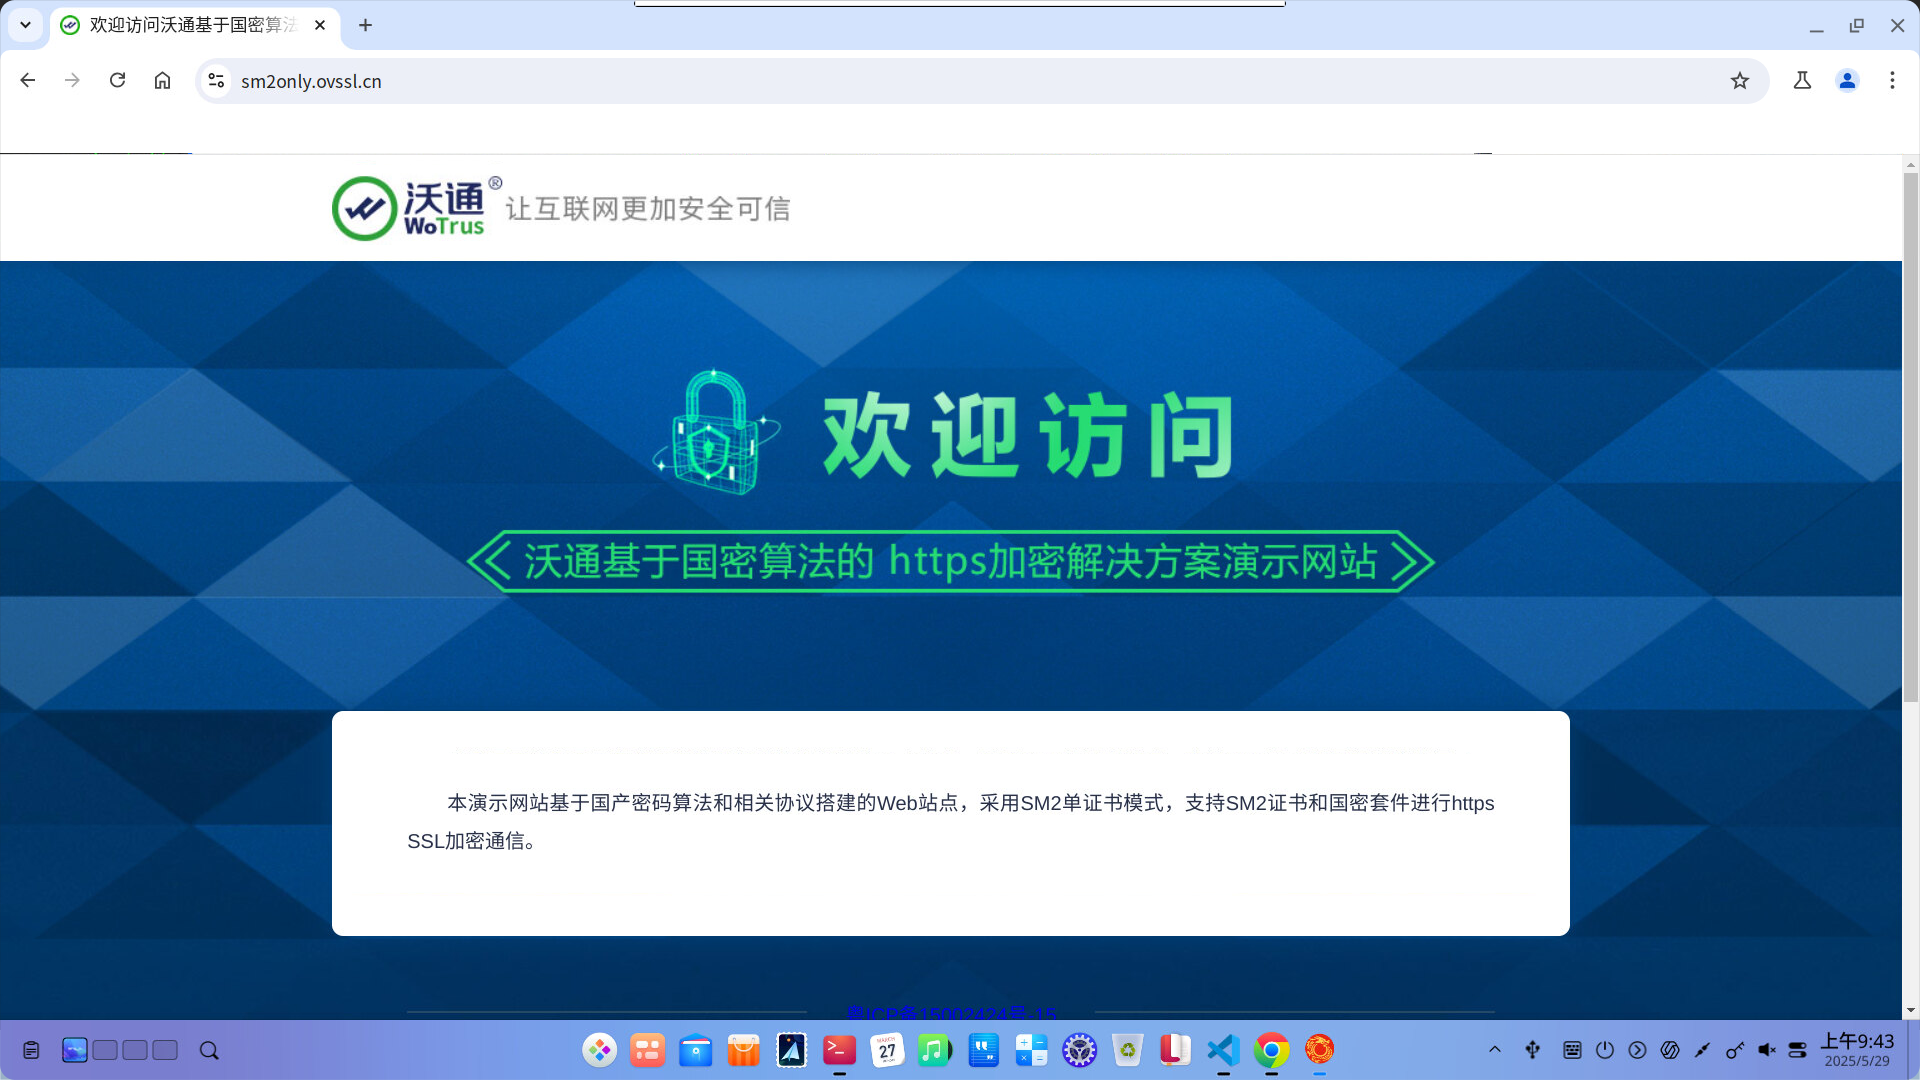 欢迎访问沃通基于国密算法
sm2only.ovssl.cn
沃通®
WoTrus
让互联网更加安全可信
欢迎访问
沃通基于国密算法的 https加密解决方案演示网站
本演示网站基于国产密码算法和相关协议搭建的Web站点，采用SM2单证书模式，支持SM2证书和国密套件进行https
SSL加密通信。
粤ICP备15002424号-15
27
上午9:43
2025/5/29